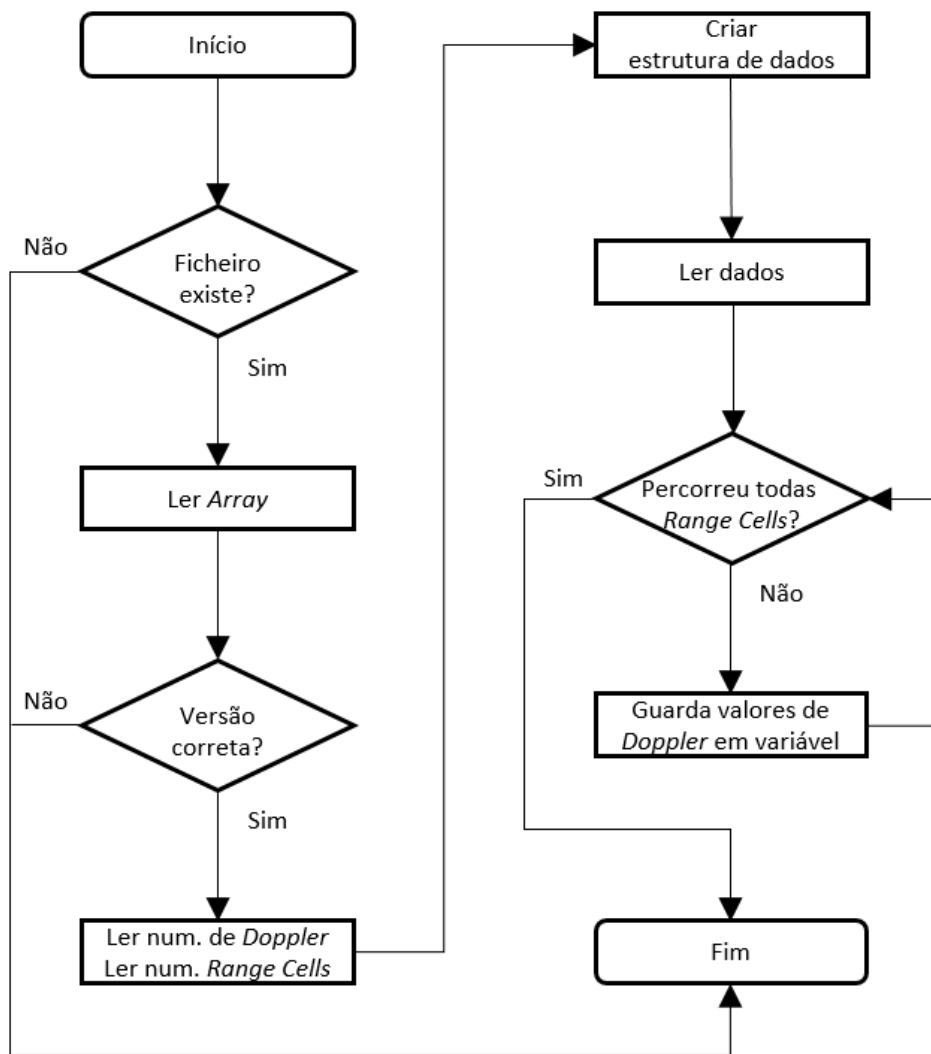 Início
Não
Ficheiro
existe?
Sim
Ler Array
Não
Versão
correta?
Sim
Ler num. de Doppler
Ler num. Range Cells
Criar
estrutura de dados
Ler dados
Sim
Percorreu todas
Range Cells?
Não
Guarda valores de
Doppler em variável
Fim